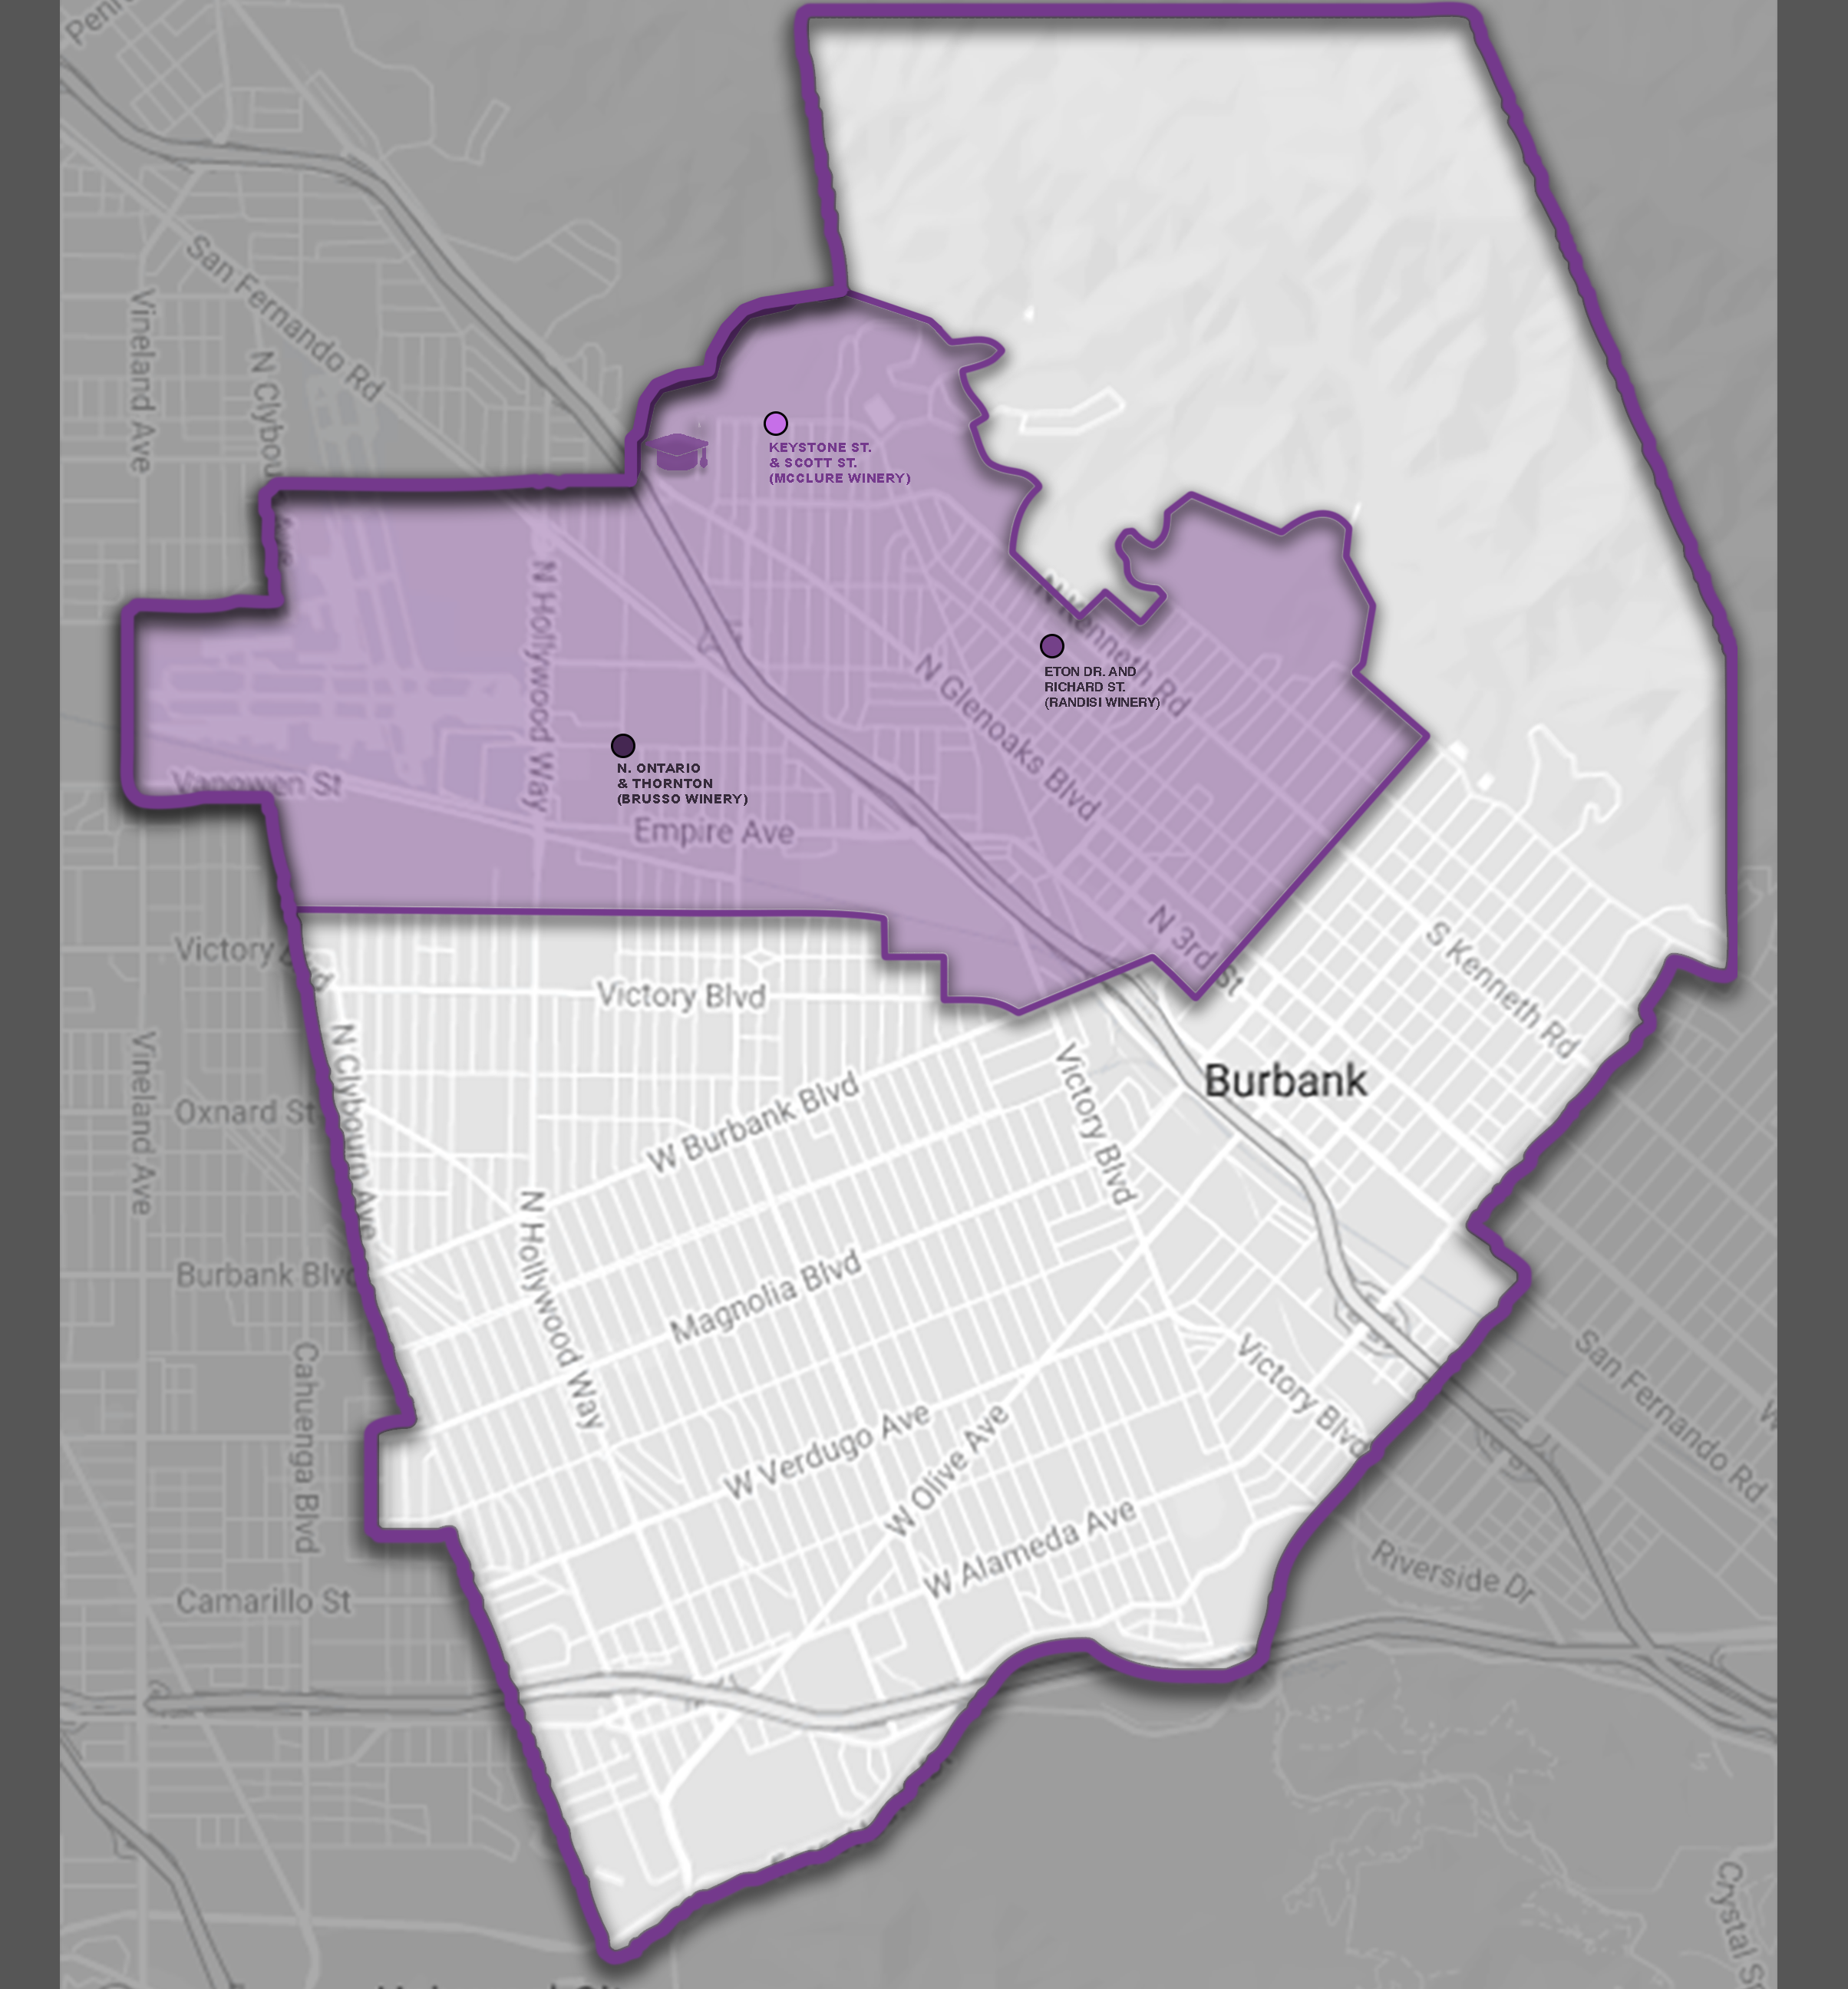 San Fernando Rd
Vineland Ave
N Clybou
Ave
KEYSTONE ST.
& SCOTT ST.
(MCCLURE WINERY)
N Hollywood Way
N Kenneth Rd
ETON DR. AND
RICHARD ST.
(RANDISI WINERY)
N Glenoaks Blvd
N. ONTARIO
& THORNTON
(BRUSSO WINERY)
Vanowen St
Empire Ave
N 3rd St
S Kenneth Rd
Victory Blvd
Victory Blvd
N Clybourn Ave
Vineland Ave
Oxnard St
W Burbank Blvd
Victory Blvd
Burbank
N Hollywood Way
Burbank Blvd
Magnolia Blvd
Cahuenga Blvd
Victory Blvd
San Fernando Rd
W Verdugo Ave
W Olive Ave
W Alameda Ave
Riverside Dr
Camarillo St
Crystal S